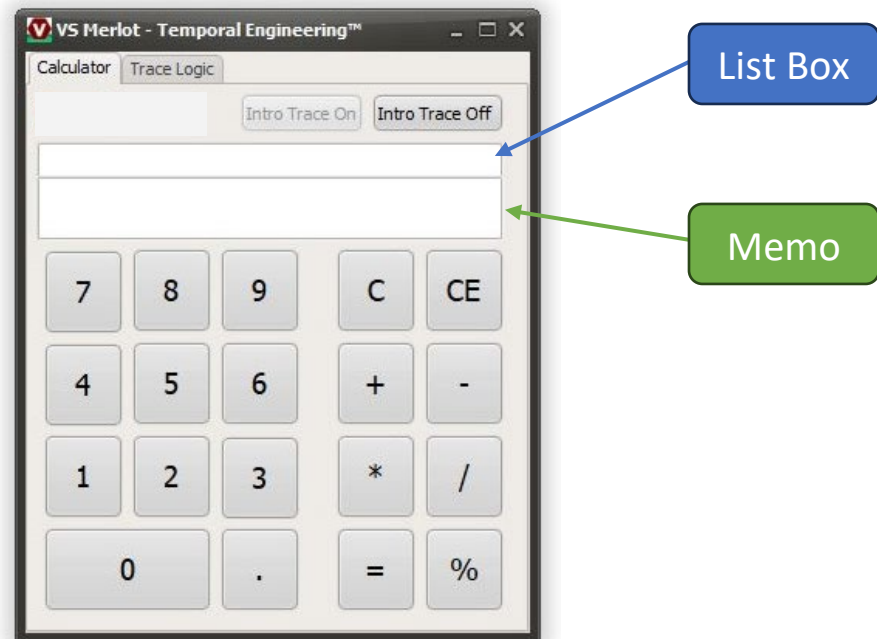 VS Merlot - Temporal Engineering™
List Box
Calculator Trace Logic
Intro Trace On Intro Trace Off
Memo
7 8 9 C CE
4 5 6 + -
1 2 3 * /
0 . = %